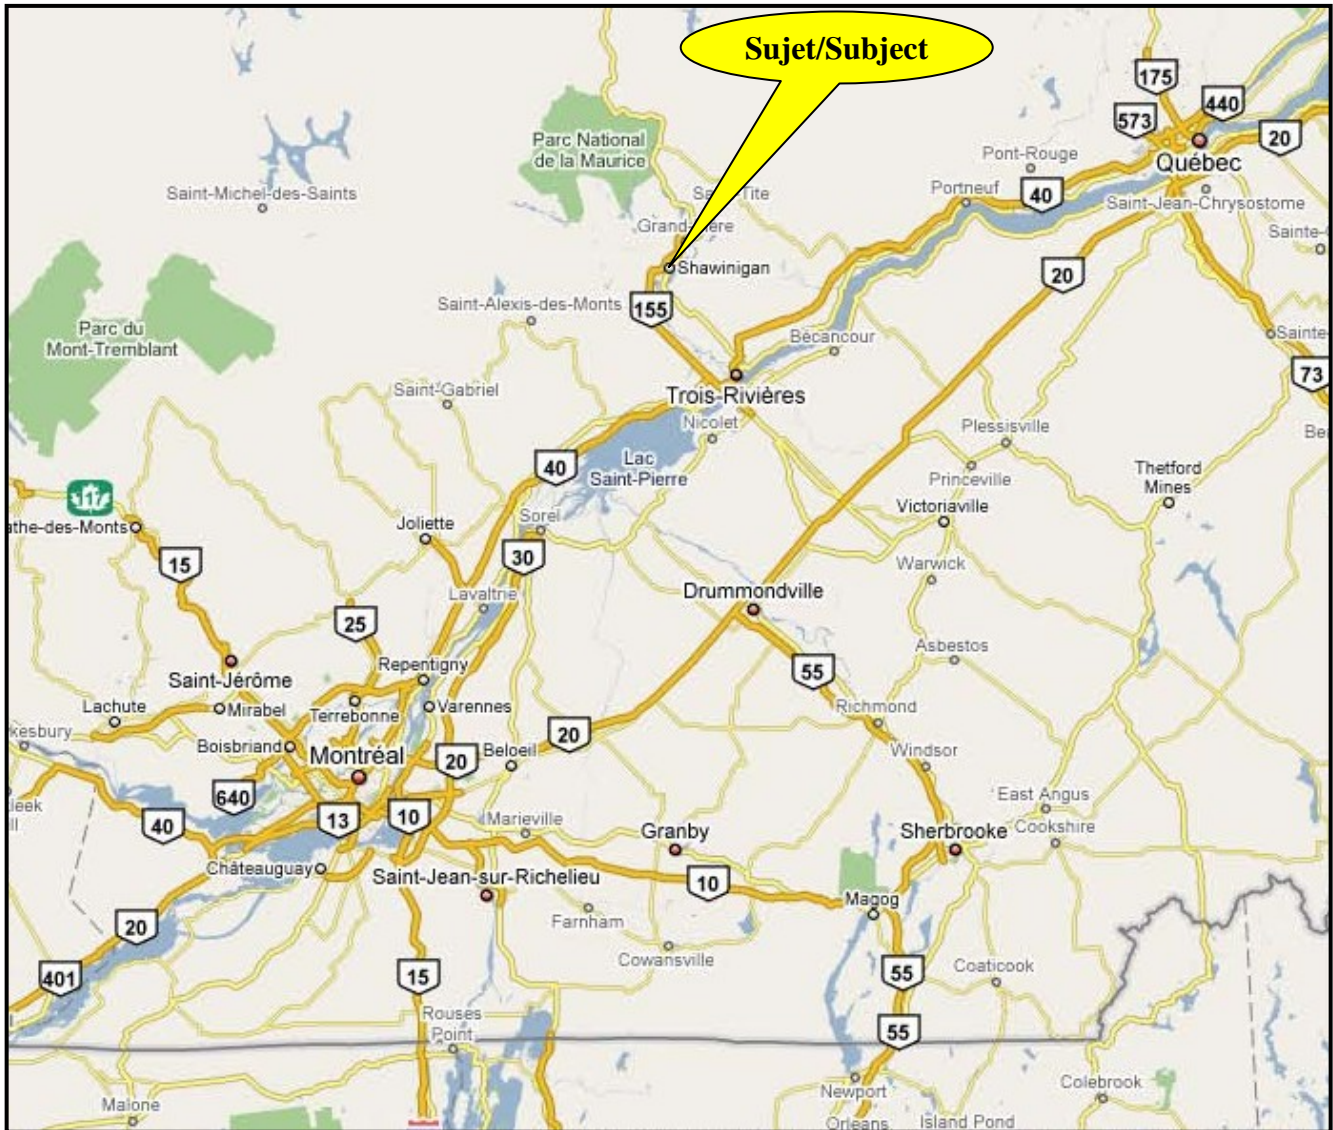 Sujet/Subject
175
440
573
20
Parc National
de la Maurice
Pont-Rouge
Québec
Saint-Michel-des-Saints
Portneuf
40
Saint-Jean-Chrysostome
Shawinigan
20
155
Saint-Alexis-des-Monts
Parc du
Mont-Tremblant
Bécancour
73
Saint-Gabriel
Trois-Rivières
Nicolet
Plessisville
40
Lac
Saint-Pierre
Princeville
Thetford
Mines
Victoriaville
Joliette
Sorel
15
30
Warwick
Lavaltrie
Drummondville
25
Asbestos
Repentigny
55
Saint-Jérôme
Lachute
Mirabel
Terrebonne
Varennes
Richmond
Boisbriand
Montréal
20
Beloeil
20
Windsor
640
East Angus
40
13
10
Marieville
Granby
Sherbrooke
Cookshire
Châteauguay
Saint-Jean-sur-Richelieu
10
Magog
20
Farnham
Cowansville
401
15
55
Coaticook
Rouses
Point
55
Newport
Colebrook
Malone
Orleans
Island Pond